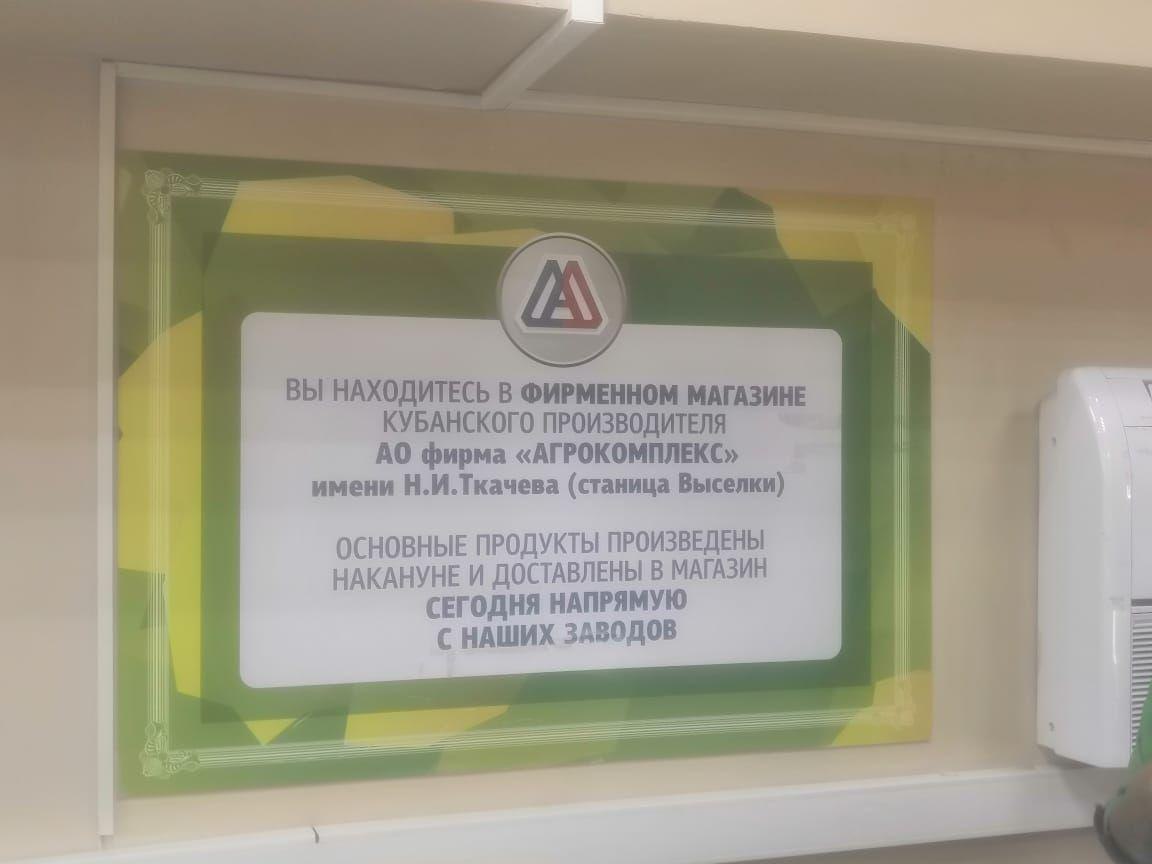 ВЫ НАХОДИТЕСЬ В ФИРМЕННОМ МАГАЗИНЕ
КУБАНСКОГО ПРОИЗВОДИТЕЛЯ
АО фирма «АГРОКОМПЛЕКС»
имени Н.И.Ткачева (станица Выселки)
ОСНОВНЫЕ ПРОДУКТЫ ПРОИЗВЕДЕНЫ
НАКАНУНЕ И ДОСТАВЛЕНЫ В МАГАЗИН
СЕГОДНЯ НАПРЯМУЮ
С НАШИХ ЗАВОДОВ